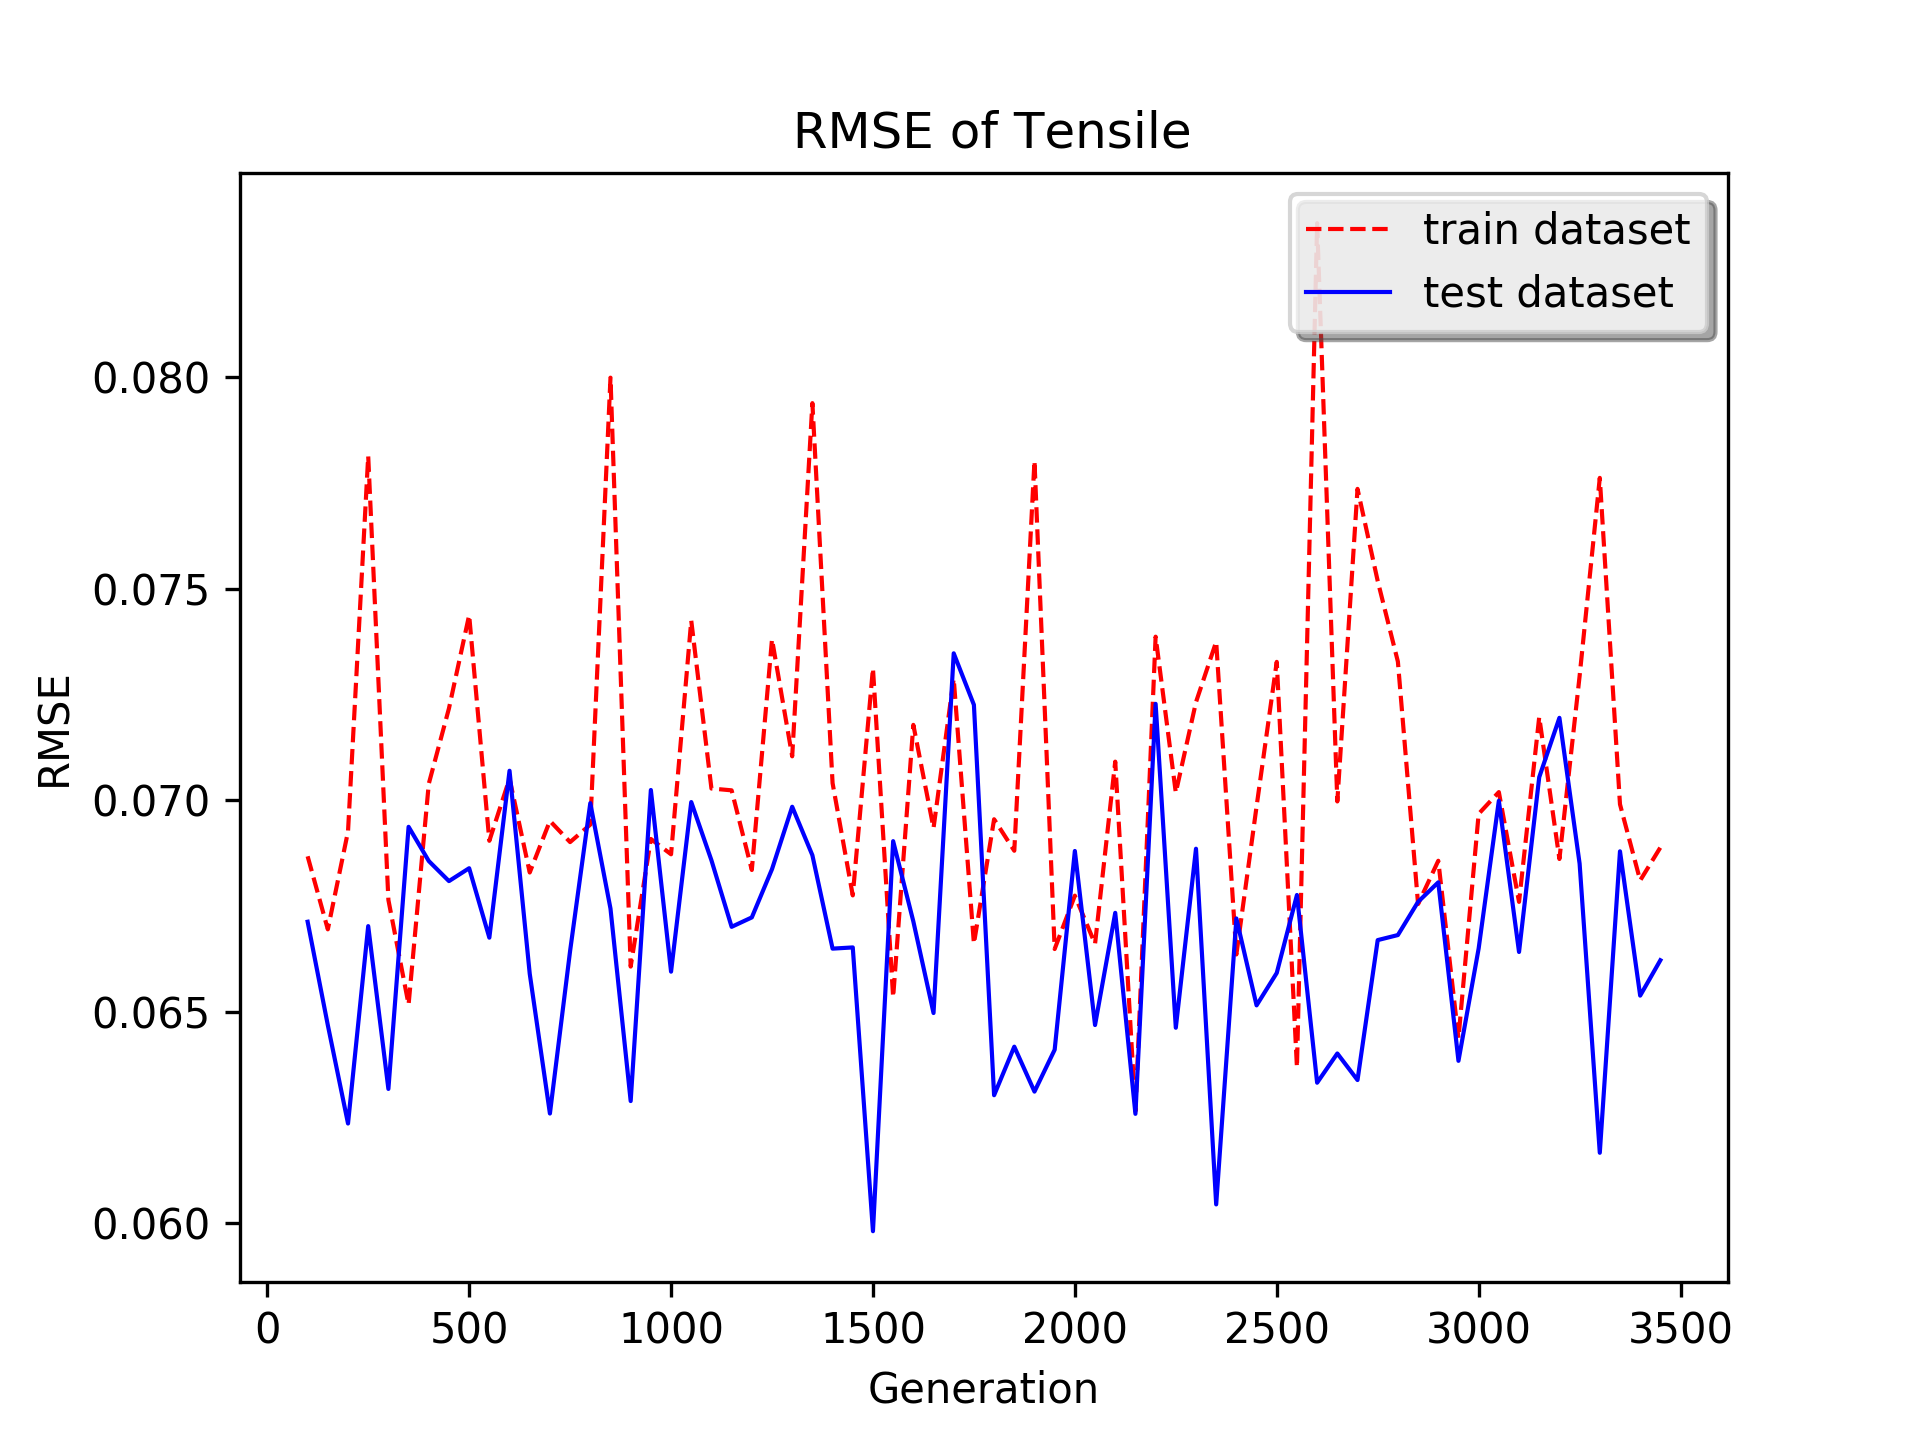 RMSE of Tensile
train dataset
test dataset
RMSE
0.080
0.075
0.070
0.065
0.060
0 500 1000 1500 2000 2500 3000 3500
Generation